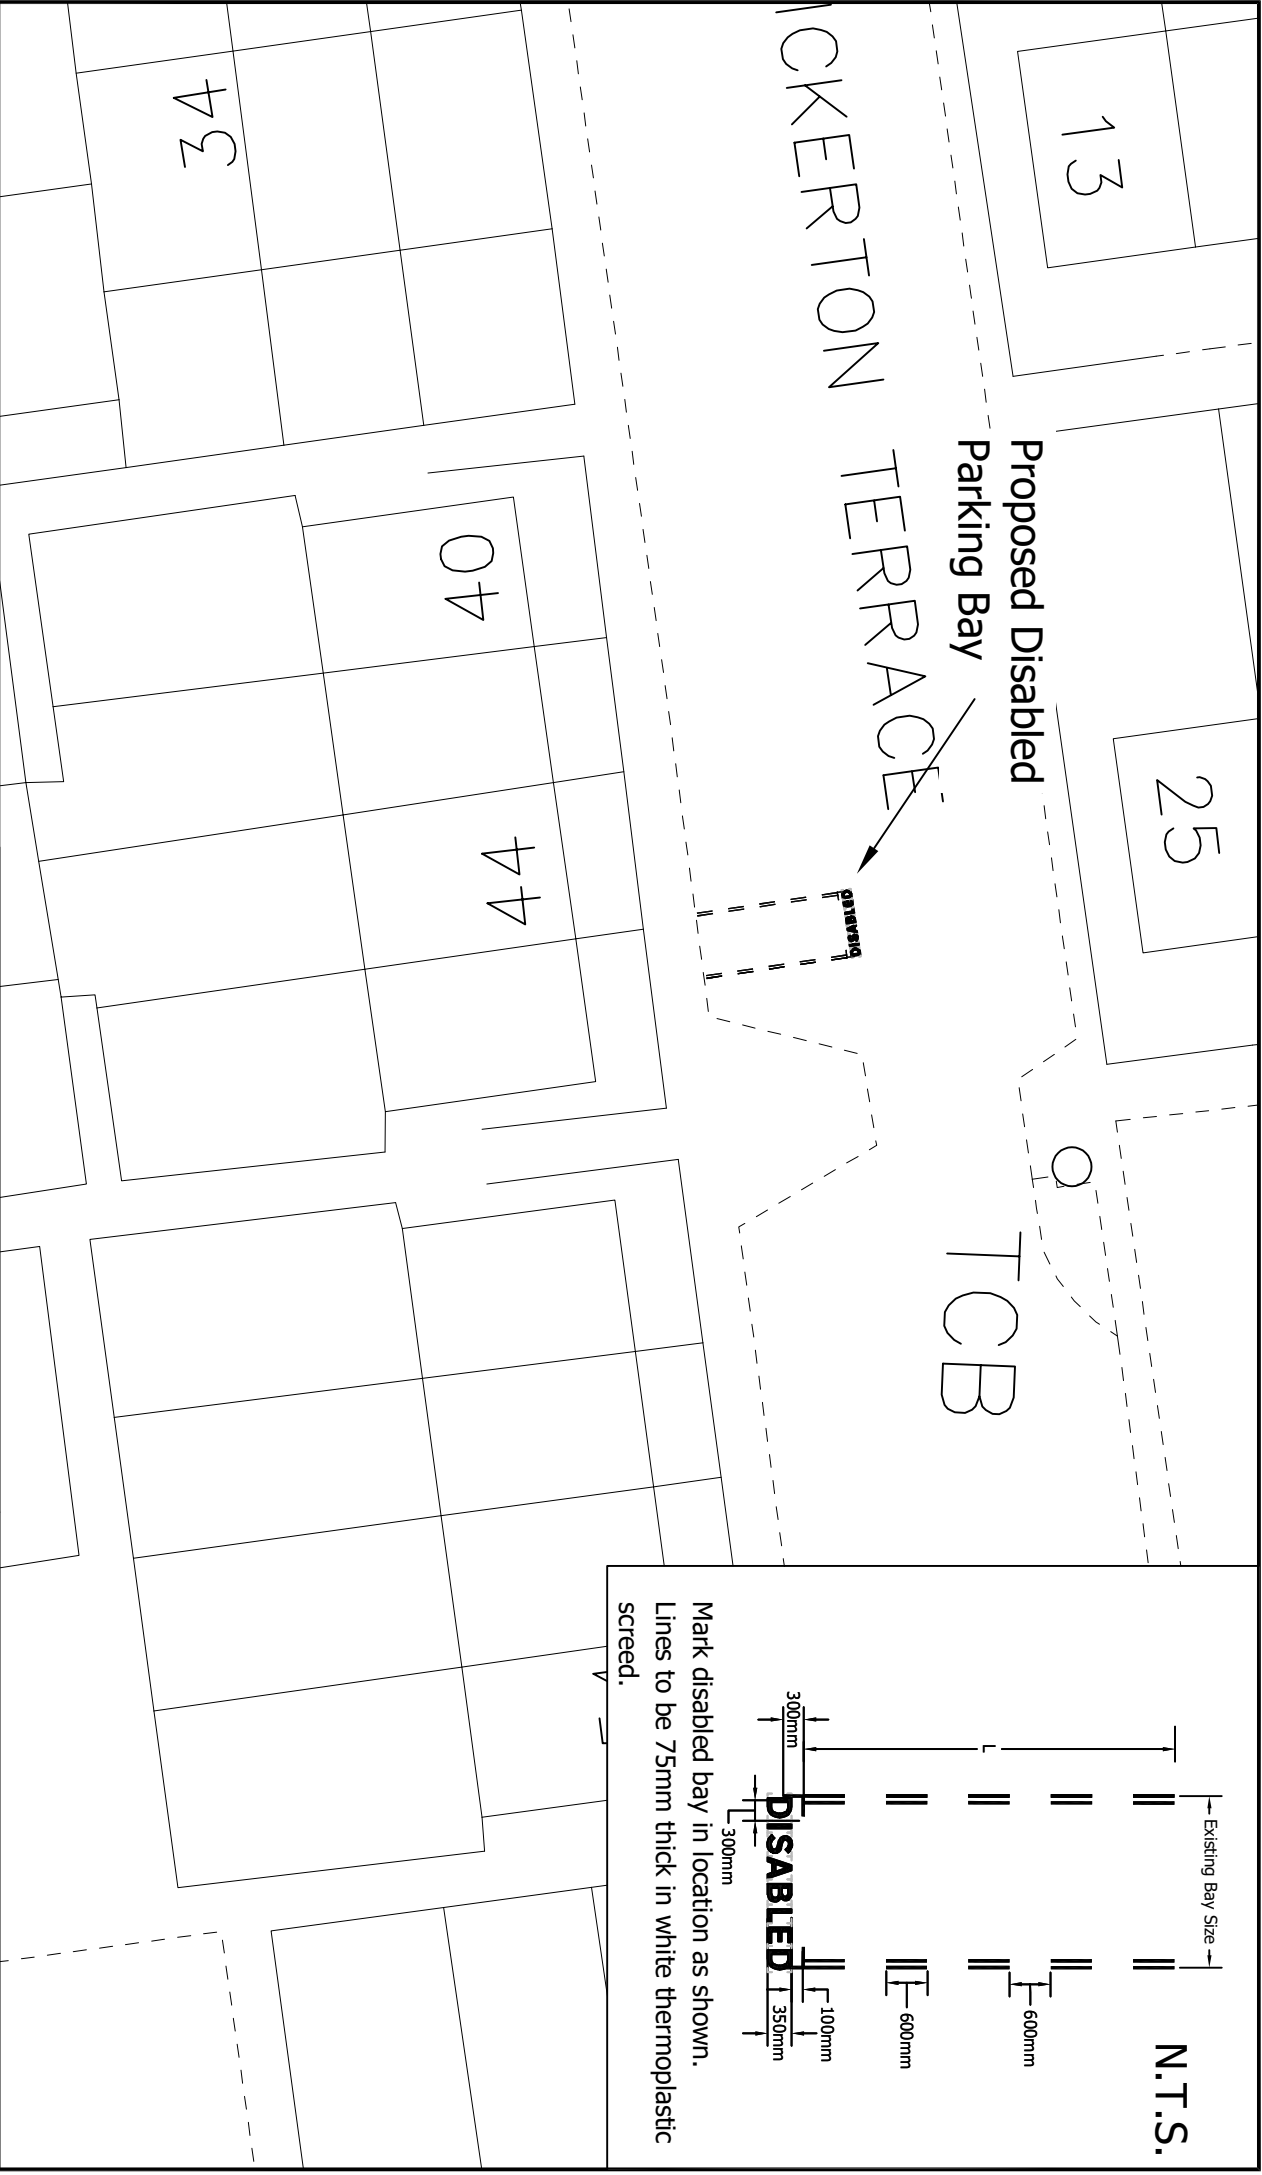 13
25
Proposed Disabled
Parking Bay
CKERTON TERRACE
DISABLED
TCB
34
40
44
N.T.S.
Existing Bay Size
L
600mm
600mm
100mm
350mm
300mm
300mm
DISABLED
Mark disabled bay in location as shown.
Lines to be 75mm thick in white thermoplastic
screed.